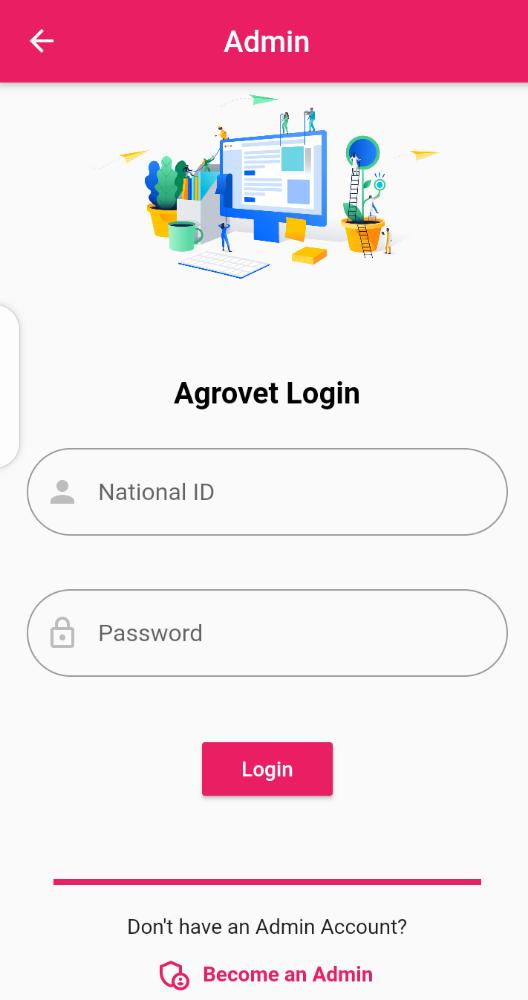 Admin
Agrovet Login
National ID
Password
Login
Don't have an Admin Account?
Become an Admin